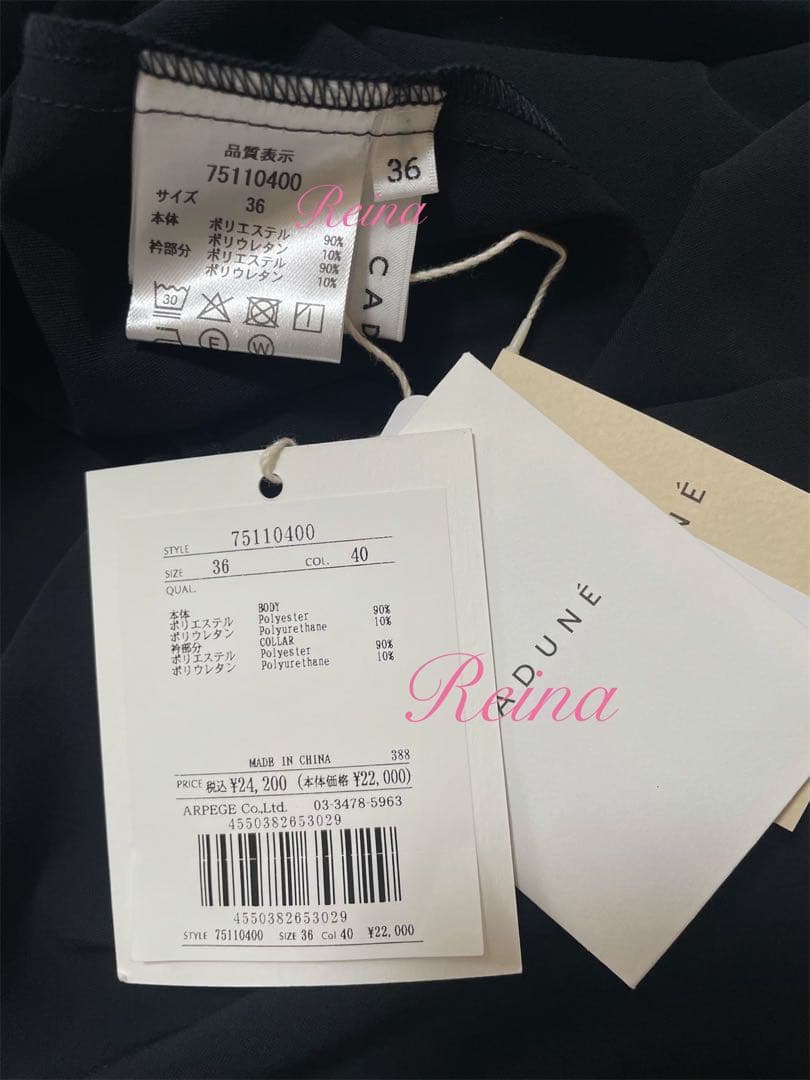 品質表示
75110400
サイズ 36
本体 ポリエステル 90%
ポリウレタン 10%
衿部分 ポリエステル 90%
ポリウレタン 10%
30
F
W
36
CAD
Reina
STYLE 75110400
SIZE 36 COL. 40
QUAL.
本体 BODY
ポリエステル Polyester 90%
ポリウレタン Polyurethane 10%
衿部分 COLLAR
ポリエステル Polyester 90%
ポリウレタン Polyurethane 10%
MADE IN CHINA 388
PRICE 税込 ¥24,200 (本体価格 ¥22,000)
ARPEGE Co.,Ltd. 03-3478-5963
4550382653029
4550382653029
STYLE 75110400 SIZE 36 Col 40 ¥22,000
NÉ
ADUNÉ
Reina